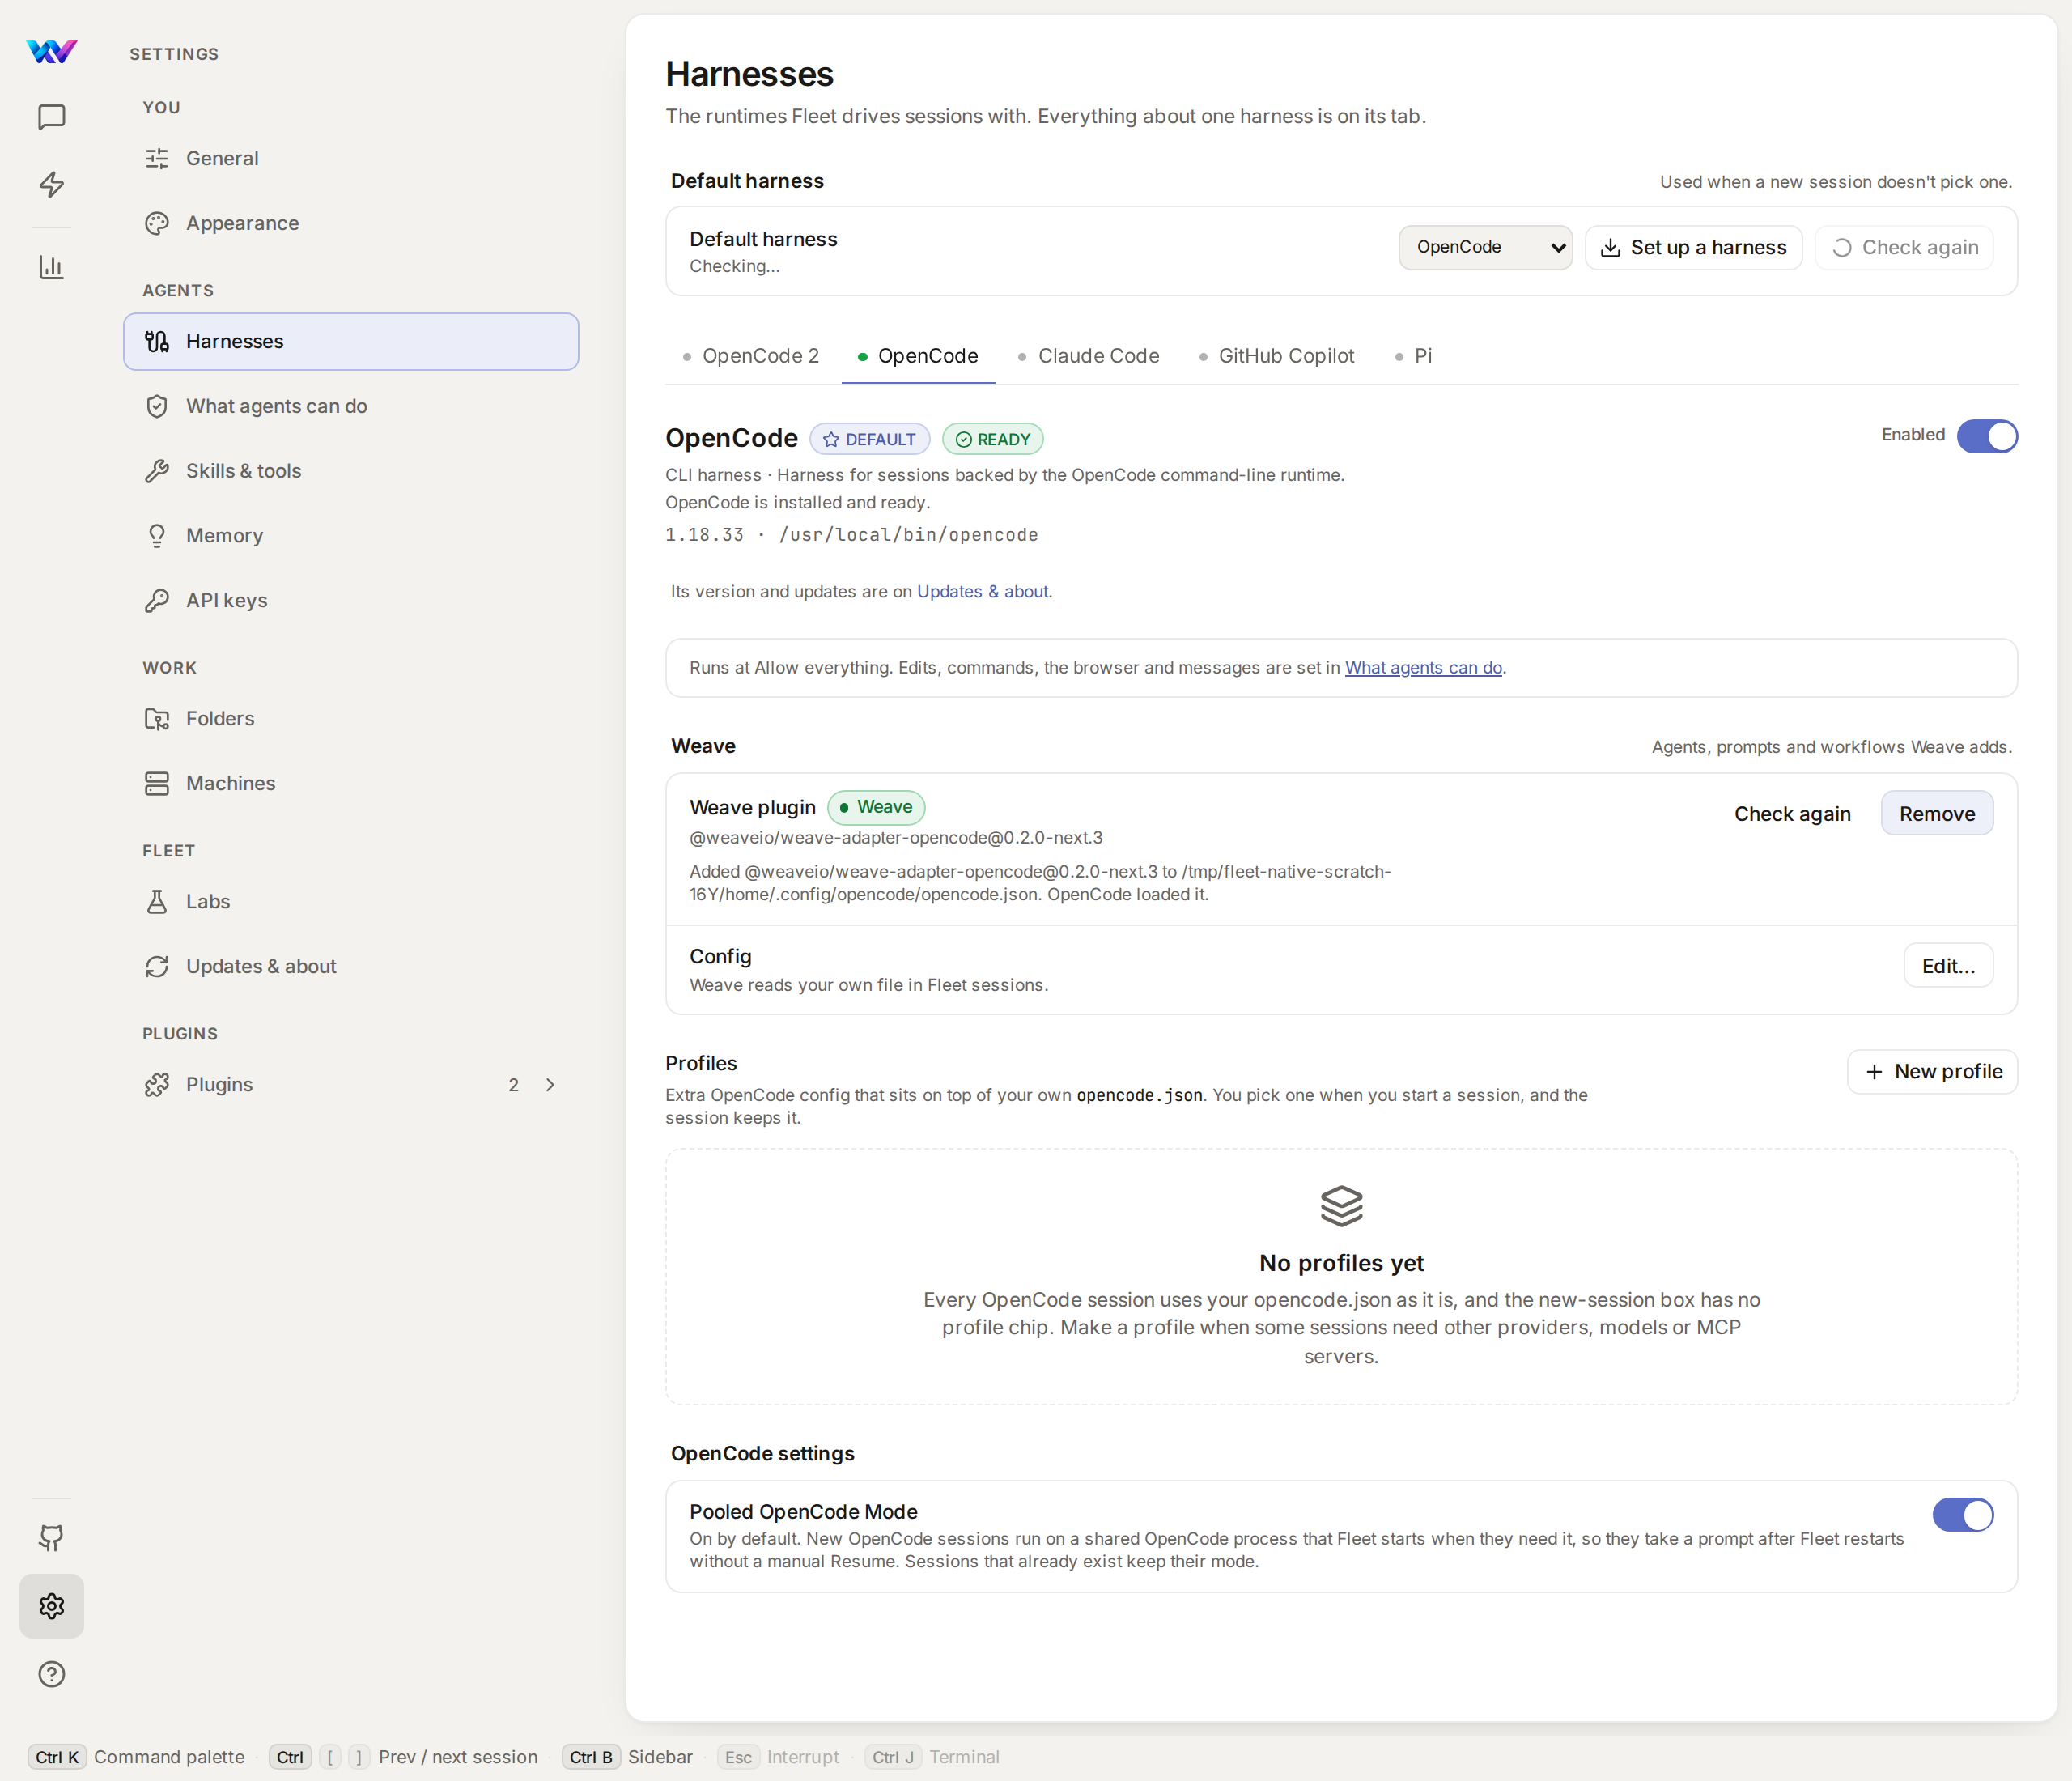 SETTINGS
YOU
General
Appearance
AGENTS
Harnesses
What agents can do
Skills & tools
Memory
API keys
WORK
Folders
Machines
FLEET
Labs
Updates & about
PLUGINS
Plugins 2
Harnesses
The runtimes Fleet drives sessions with. Everything about one harness is on its tab.
Default harness Used when a new session doesn't pick one.
Default harness
Checking...
OpenCode Set up a harness Check again
OpenCode 2 OpenCode Claude Code GitHub Copilot Pi
OpenCode DEFAULT READY Enabled
CLI harness · Harness for sessions backed by the OpenCode command-line runtime.
OpenCode is installed and ready.
1.18.33 · /usr/local/bin/opencode
Its version and updates are on Updates & about.
Runs at Allow everything. Edits, commands, the browser and messages are set in What agents can do.
Weave Agents, prompts and workflows Weave adds.
Weave plugin Weave Check again Remove
@weaveio/weave-adapter-opencode@0.2.0-next.3
Added @weaveio/weave-adapter-opencode@0.2.0-next.3 to /tmp/fleet-native-scratch-
16Y/home/.config/opencode/opencode.json. OpenCode loaded it.
Config Edit...
Weave reads your own file in Fleet sessions.
Profiles New profile
Extra OpenCode config that sits on top of your own opencode.json. You pick one when you start a session, and the
session keeps it.
No profiles yet
Every OpenCode session uses your opencode.json as it is, and the new-session box has no
profile chip. Make a profile when some sessions need other providers, models or MCP
servers.
OpenCode settings
Pooled OpenCode Mode
On by default. New OpenCode sessions run on a shared OpenCode process that Fleet starts when they need it, so they take a prompt after Fleet restarts
without a manual Resume. Sessions that already exist keep their mode.
Ctrl K Command palette · Ctrl [ ] Prev / next session · Ctrl B Sidebar · Esc Interrupt · Ctrl J Terminal